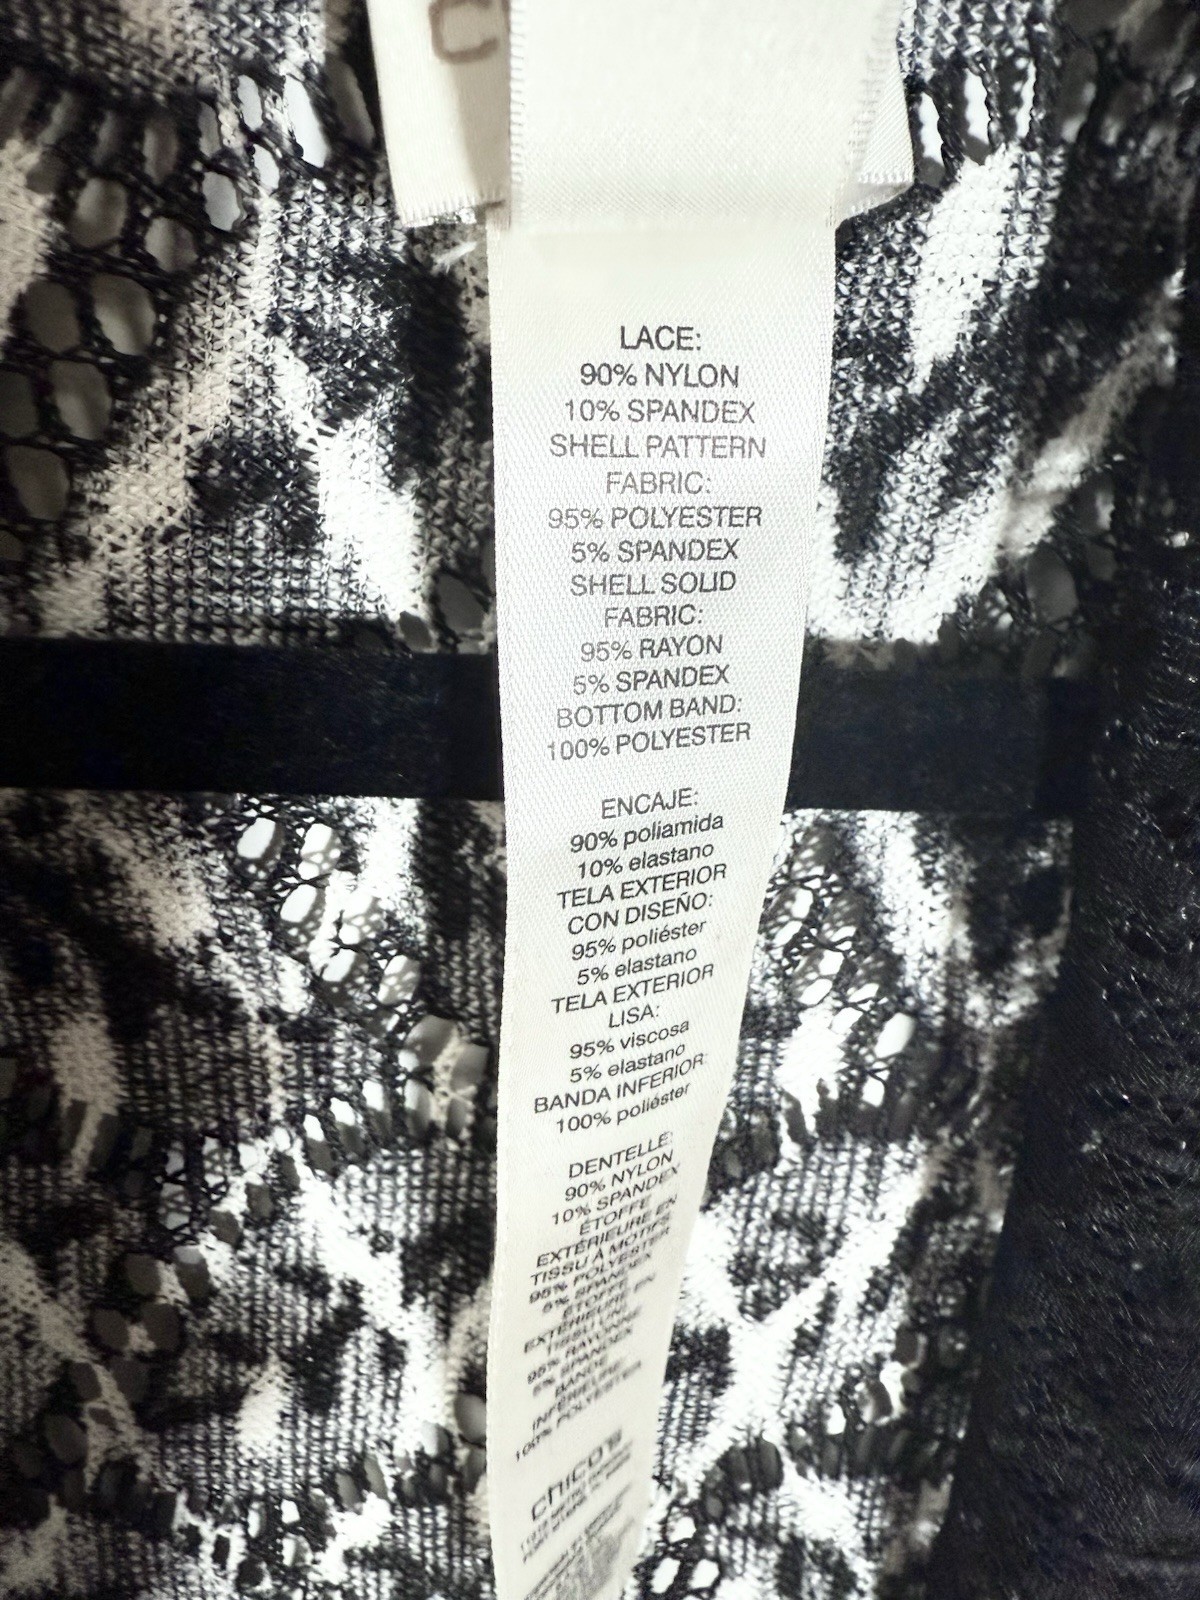 C
LACE:
90% NYLON
10% SPANDEX
SHELL PATTERN
FABRIC:
95% POLYESTER
5% SPANDEX
SHELL SOLID
FABRIC:
95% RAYON
5% SPANDEX
BOTTOM BAND:
100% POLYESTER
ENCAJE:
90% poliamida
10% elastano
TELA EXTERIOR
CON DISEÑO:
95% poliéster
5% elastano
TELA EXTERIOR
LISA:
95% viscosa
5% elastano
BANDA INFERIOR:
100% poliéster
DENTELLE:
90% NYLON
10% SPANDEX
ÉTOFFE
EXTÉRIEURE EN
TISSU À MOTIFS
95% POLYESTER
5% SPANDEX
ÉTOFFE
EXTÉRIEURE EN
TISSU UNI:
95% RAYONNE
5% SPANDEX
BANDE
INFÉRIEURE:
100% POLYESTER
chico's